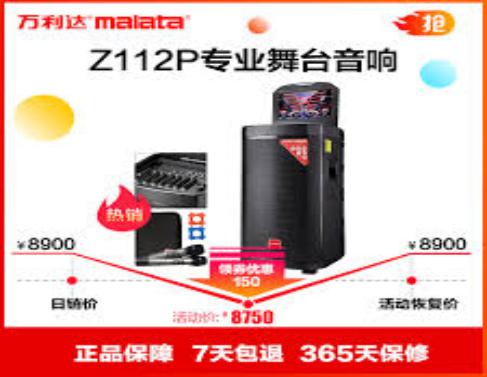 万利达® malata®
抢
Z112P专业舞台音响
热销
¥8900
¥8900
领券优惠
150
日销价
活动恢复价
活动价:¥8750
正品保障 7天包退 365天保修